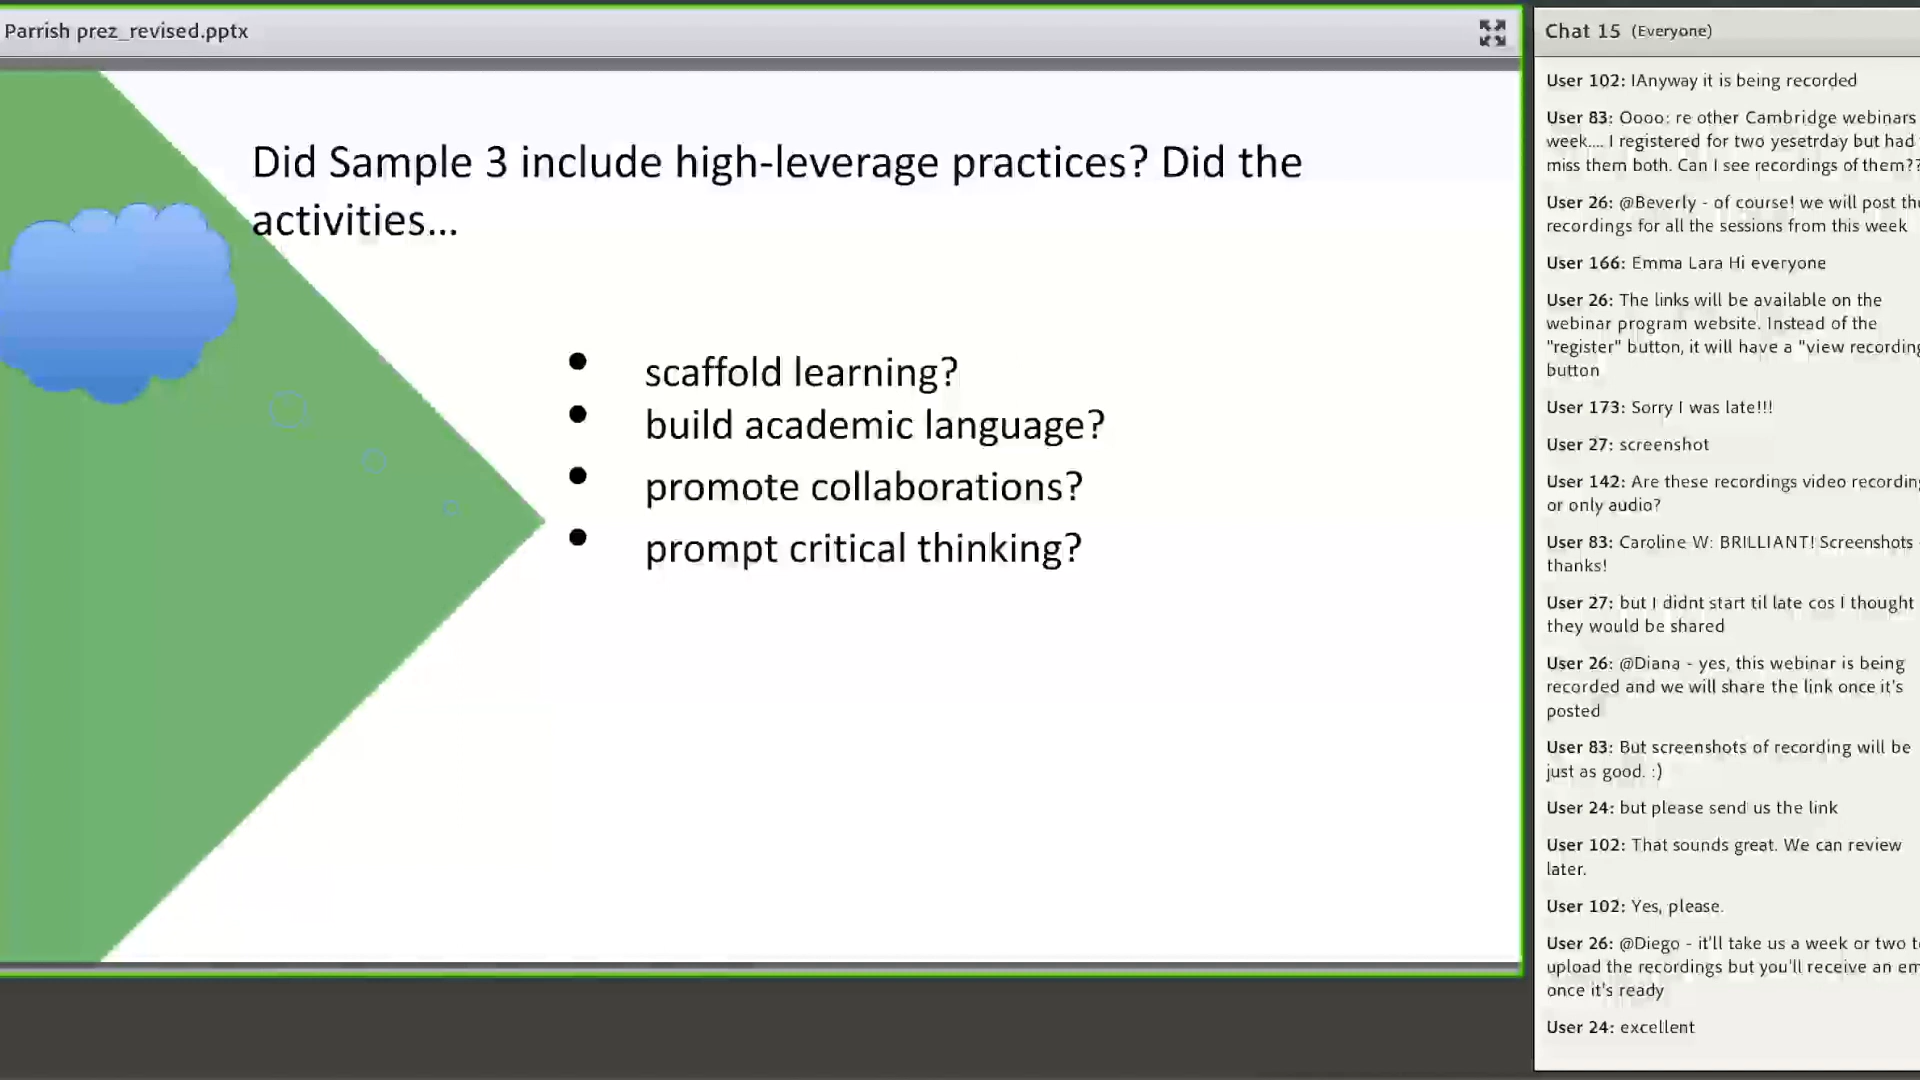 Parrish prez_revised.pptx
Did Sample 3 include high-leverage practices? Did the
activities...
• scaffold learning?
• build academic language?
• promote collaborations?
• prompt critical thinking?
Chat 15 (Everyone)
User 102: IAnyway it is being recorded
User 83: Oooo: re other Cambridge webinars
week.... I registered for two yesetrday but had
miss them both. Can I see recordings of them??
User 26: @Beverly - of course! we will post
recordings for all the sessions from this week
User 166: Emma Lara Hi everyone
User 26: The links will be available on the
webinar program website. Instead of the
"register" button, it will have a "view recording
button
User 173: Sorry I was late!!!
User 27: screenshot
User 142: Are these recordings video
or only audio?
User 83: Caroline W: BRILLIANT! Screenshots
thanks!
User 27: but I didnt start til late cos I thought
they would be shared
User 26: @Diana - yes, this webinar is being
recorded and we will share the link once it's
posted
User 83: But screenshots of recording will be
just as good. :)
User 24: but please send us the link
User 102: That sounds great. We can review
later.
User 102: Yes, please.
User 26: @Diego - it'll take us a week or two
upload the recordings but you'll receive an
once it's ready
User 24: excellent